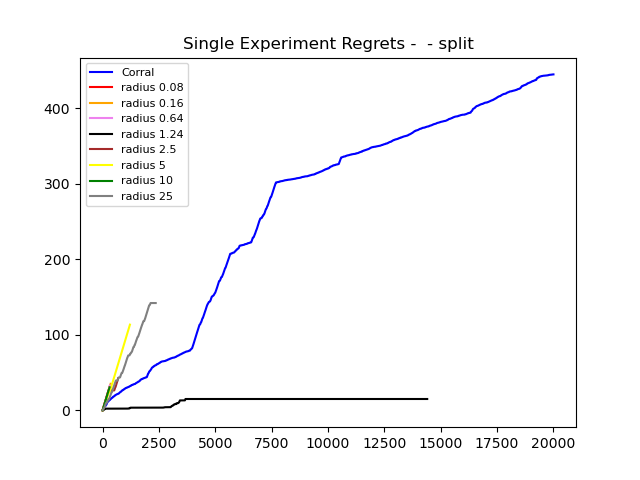 Single Experiment Regrets -  - split
Corral
radius 0.08
radius 0.16
radius 0.64
radius 1.24
radius 2.5
radius 5
radius 10
radius 25
400
300
200
100
0
0 2500 5000 7500 10000 12500 15000 17500 20000